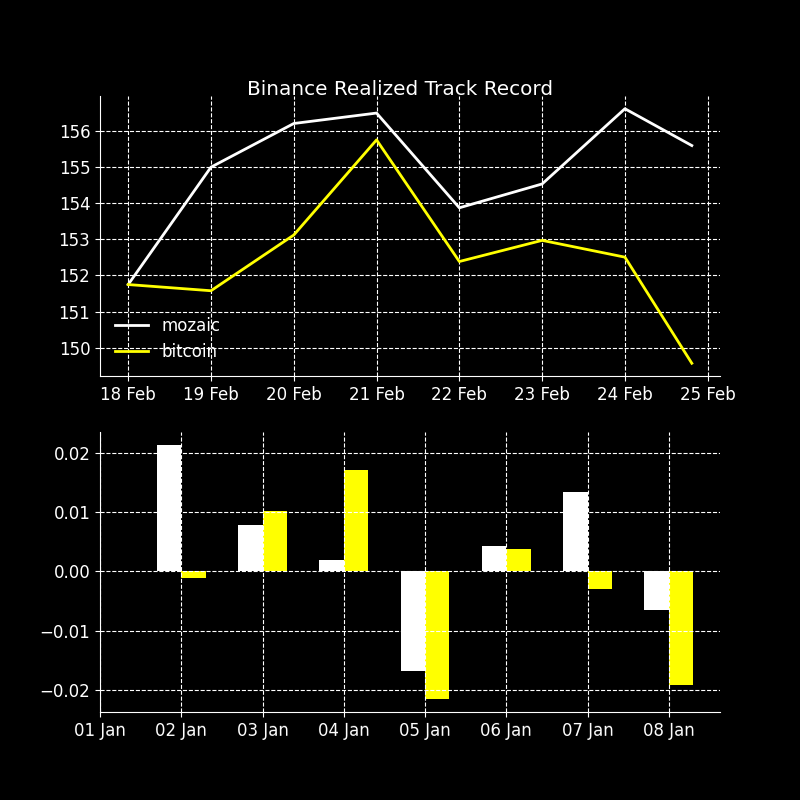 Binance Realized Track Record
156
155
154
153
152
151
150
mozaic
bitcoin
18 Feb 19 Feb 20 Feb 21 Feb 22 Feb 23 Feb 24 Feb 25 Feb
0.02
0.01
0.00
−0.01
−0.02
01 Jan 02 Jan 03 Jan 04 Jan 05 Jan 06 Jan 07 Jan 08 Jan